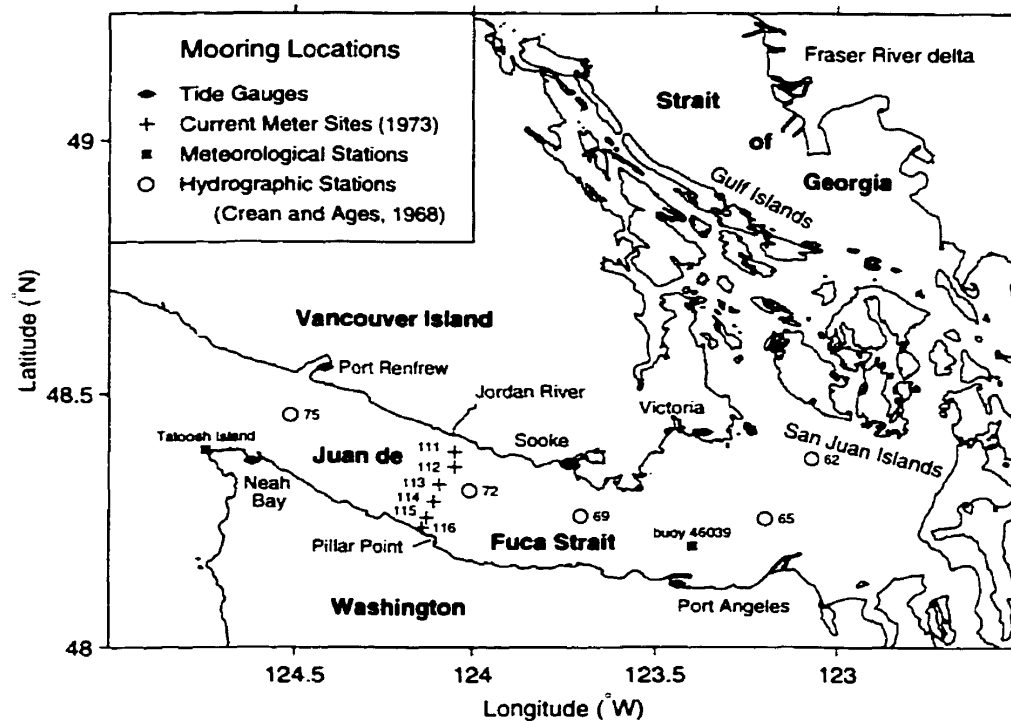 Mooring Locations
Tide Gauges
Current Meter Sites (1973)
Meteorological Stations
Hydrographic Stations
(Crean and Ages, 1968)
Fraser River delta
Strait
of
Georgia
Gulf Islands
Vancouver Island
Port Renfrew
Jordan River
Victoria
Sooke
San Juan Islands
75
Tatoosh Island
Neah
Bay
Juan de
111
112
113
114
115
116
72
69
62
65
buoy 46039
Pillar Point
Fuca Strait
Port Angeles
Washington
49
48.5
48
Latitude (°N)
124.5
124
123.5
123
Longitude (°W)